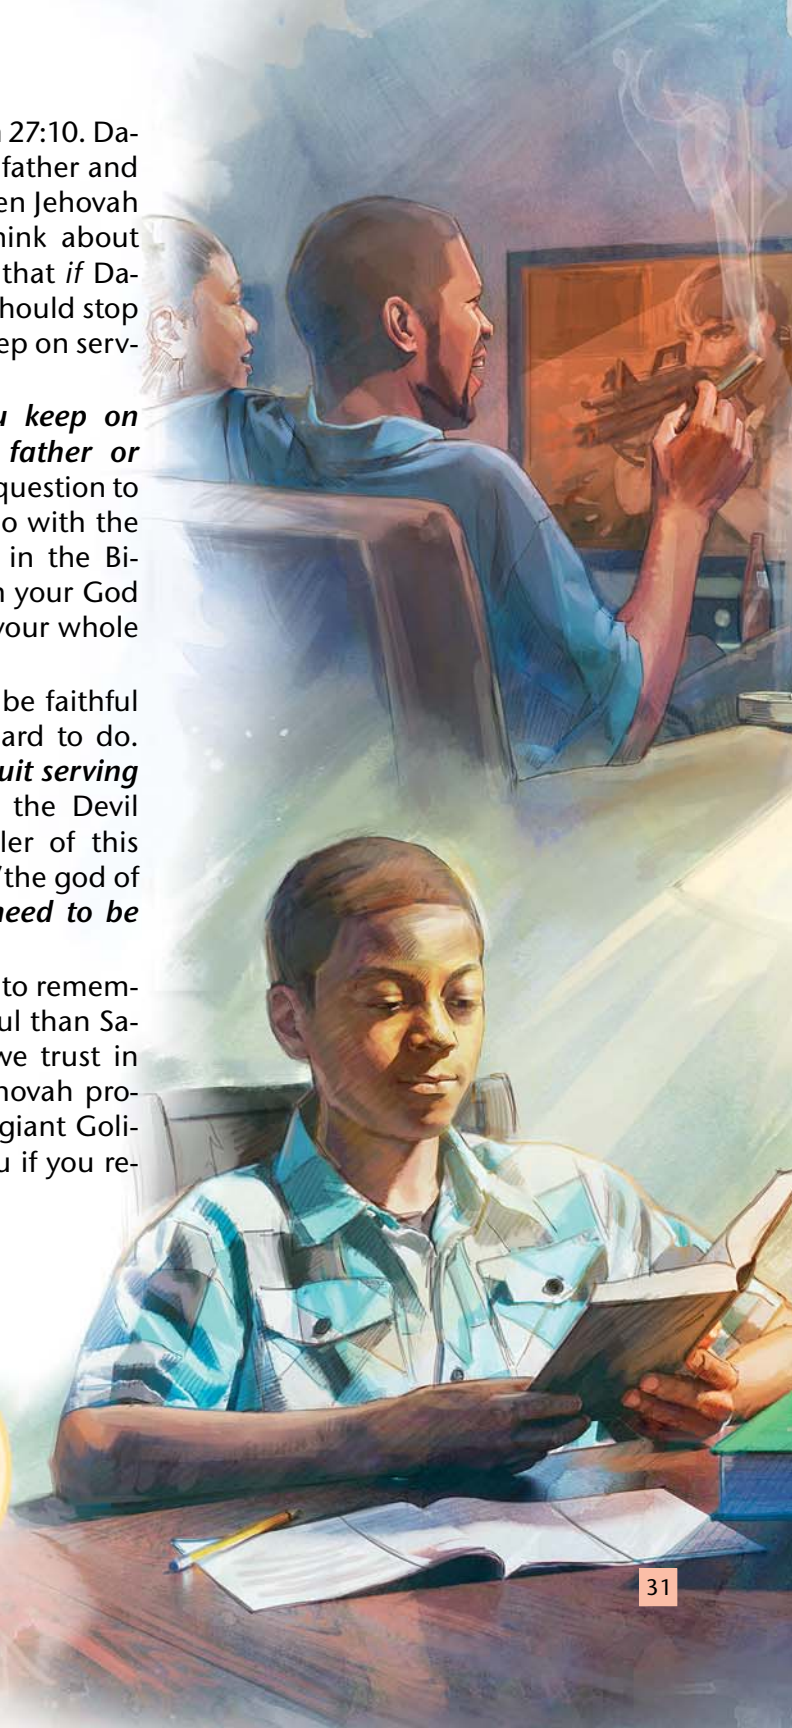 27:10. Da-
father and
en Jehovah
hink about
that if Da-
hould stop
ep on serv-
u keep on
father or
question to
o with the
in the Bi-
h your God
your whole
be faithful
ard to do.
uit serving
the Devil
ler of this
"the god of
need to be
to remem-
ul than Sa-
we trust in
hovah pro-
giant Goli-
u if you re-
31